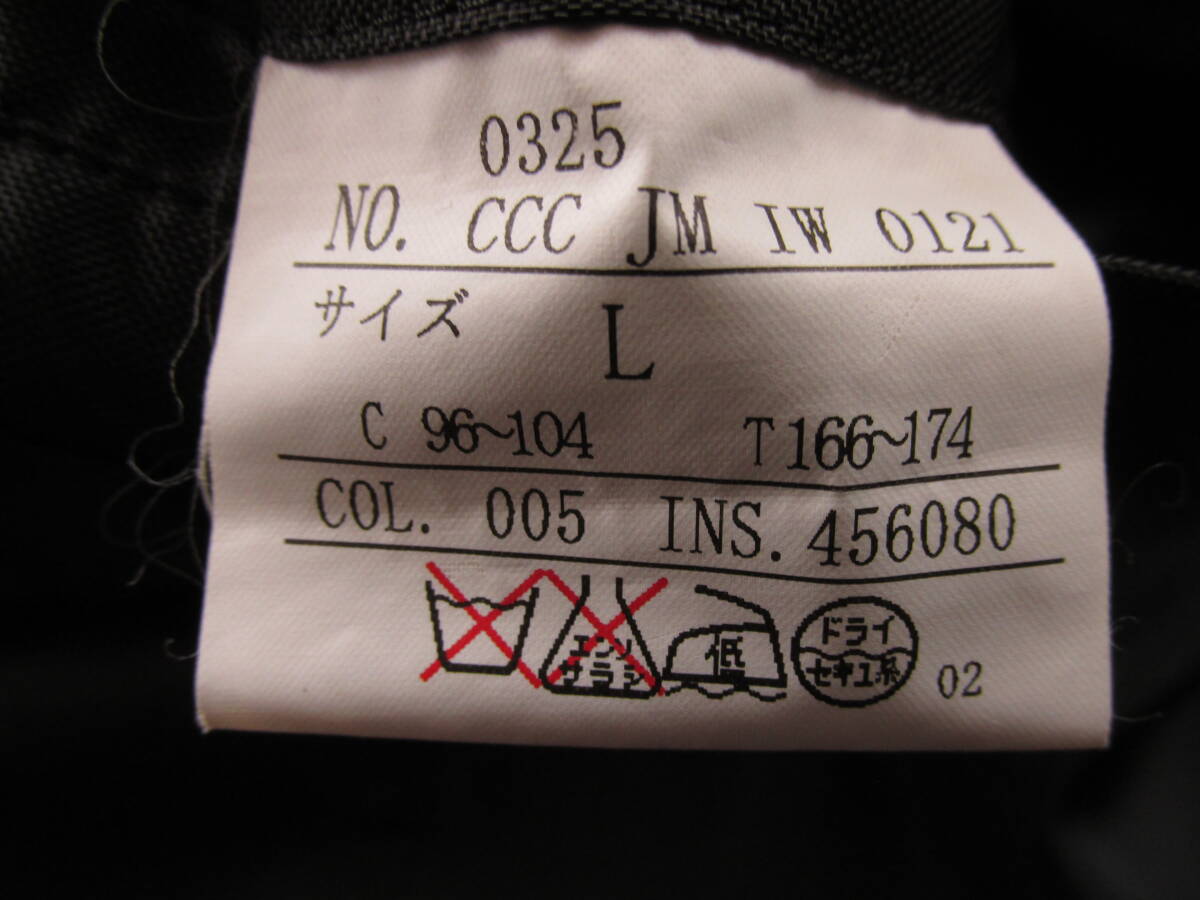 0325
NO. CCC JM IW 0121
サイズ L
C 96~104 T166~174
COL. 005 INS. 456080
エンソ サラシ 低 ドライ セキユ系 02